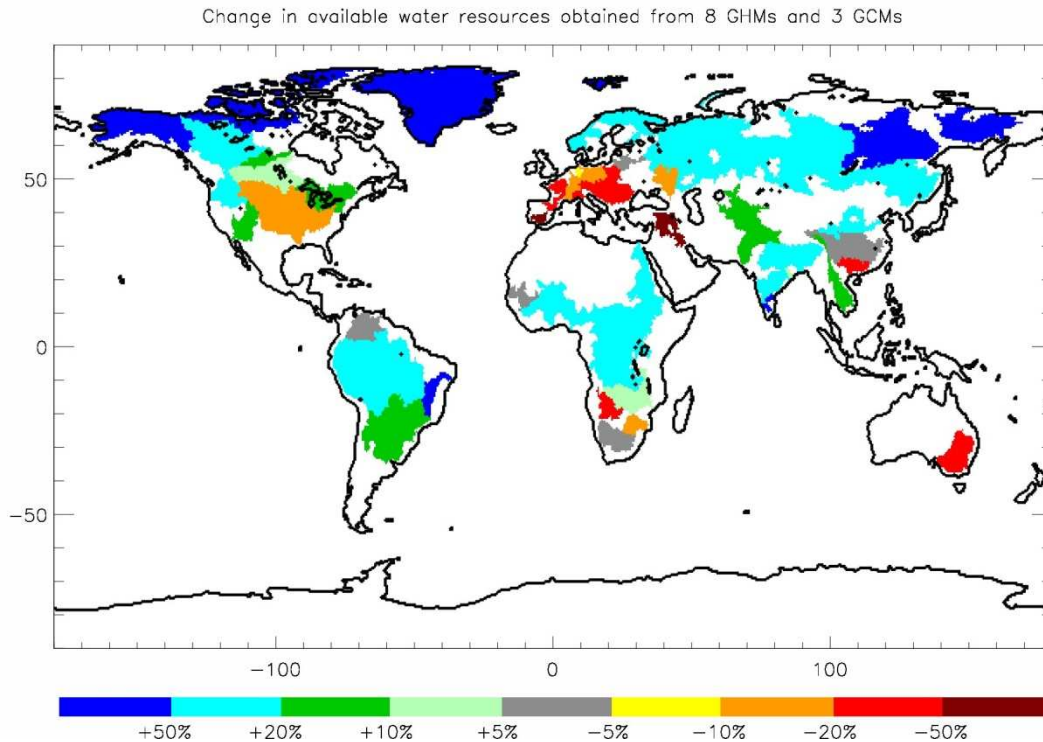 Change in available water resources obtained from 8 GHMs and 3 GCMs
50
0
−50
−100 0 100
+50% +20% +10% +5% −5% −10% −20% −50%